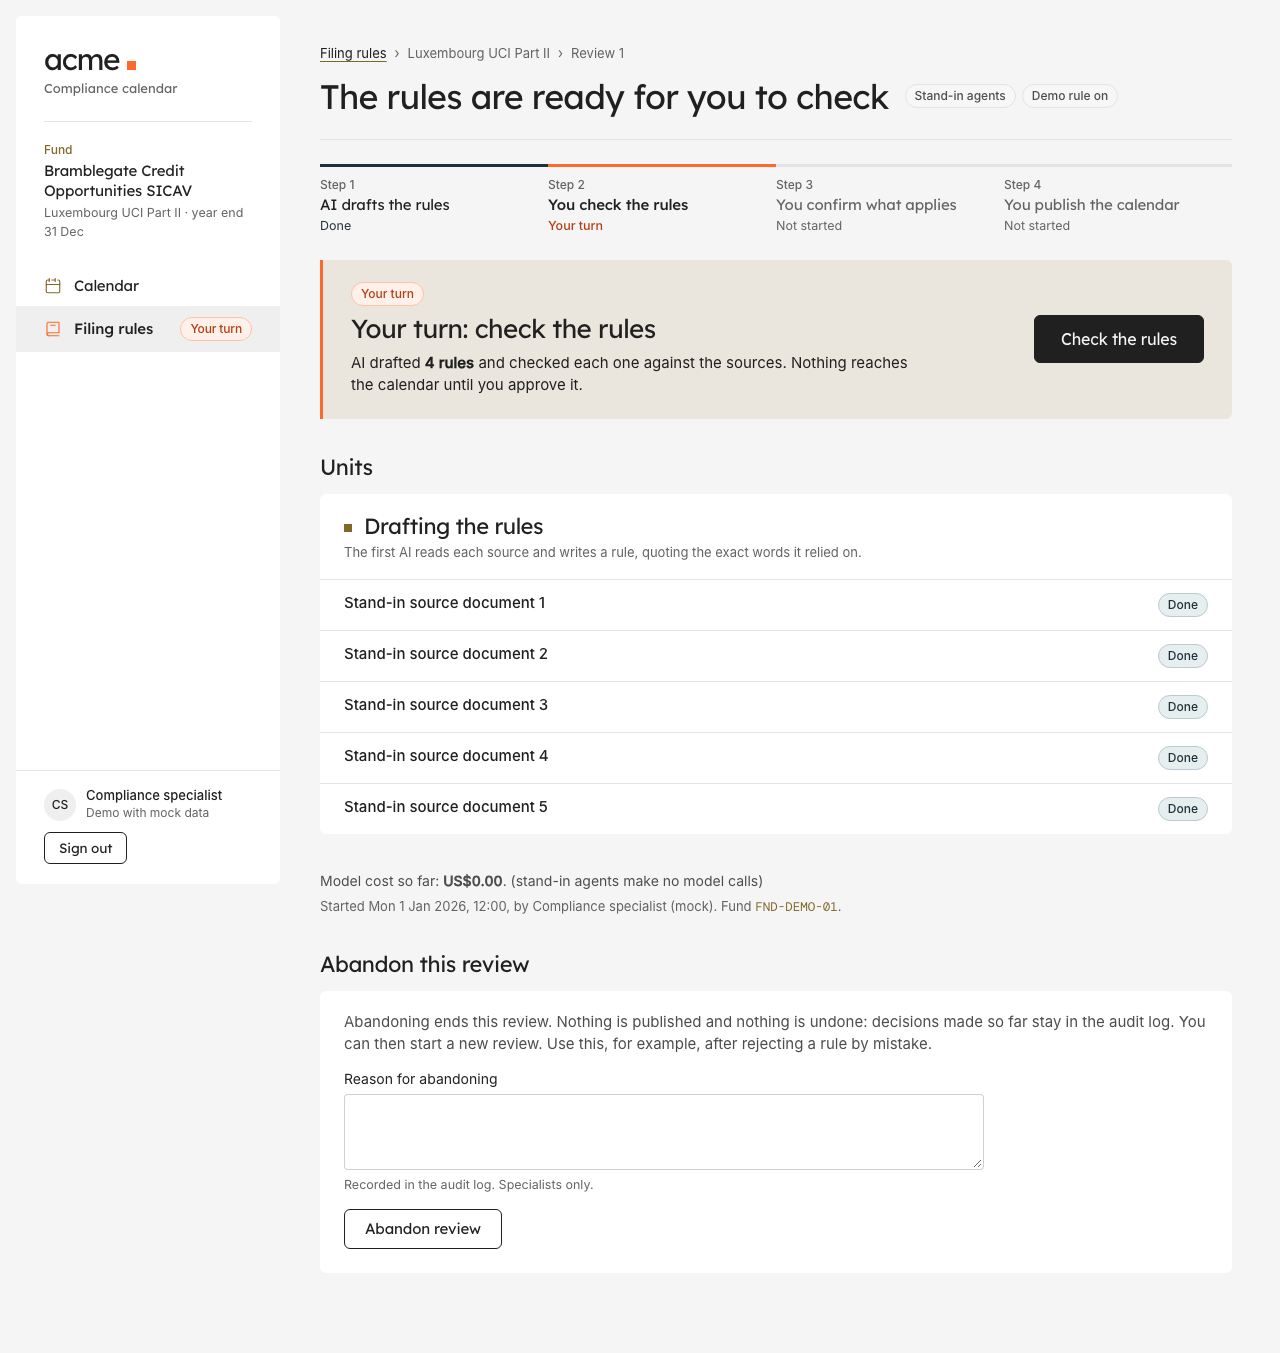 acme
Compliance calendar
Fund
Bramblegate Credit
Opportunities SICAV
Luxembourg UCI Part II · year end
31 Dec
Calendar
Filing rules
Your turn
CS
Compliance specialist
Demo with mock data
Sign out
Filing rules › Luxembourg UCI Part II › Review 1
The rules are ready for you to check
Stand-in agents
Demo rule on
Step 1
AI drafts the rules
Done
Step 2
You check the rules
Your turn
Step 3
You confirm what applies
Not started
Step 4
You publish the calendar
Not started
Your turn
Your turn: check the rules
AI drafted 4 rules and checked each one against the sources. Nothing reaches
the calendar until you approve it.
Check the rules
Units
Drafting the rules
The first AI reads each source and writes a rule, quoting the exact words it relied on.
Stand-in source document 1
Done
Stand-in source document 2
Done
Stand-in source document 3
Done
Stand-in source document 4
Done
Stand-in source document 5
Done
Model cost so far: US$0.00. (stand-in agents make no model calls)
Started Mon 1 Jan 2026, 12:00, by Compliance specialist (mock). Fund FND-DEMO-01.
Abandon this review
Abandoning ends this review. Nothing is published and nothing is undone: decisions made so far stay in the audit log. You
can then start a new review. Use this, for example, after rejecting a rule by mistake.
Reason for abandoning
Recorded in the audit log. Specialists only.
Abandon review